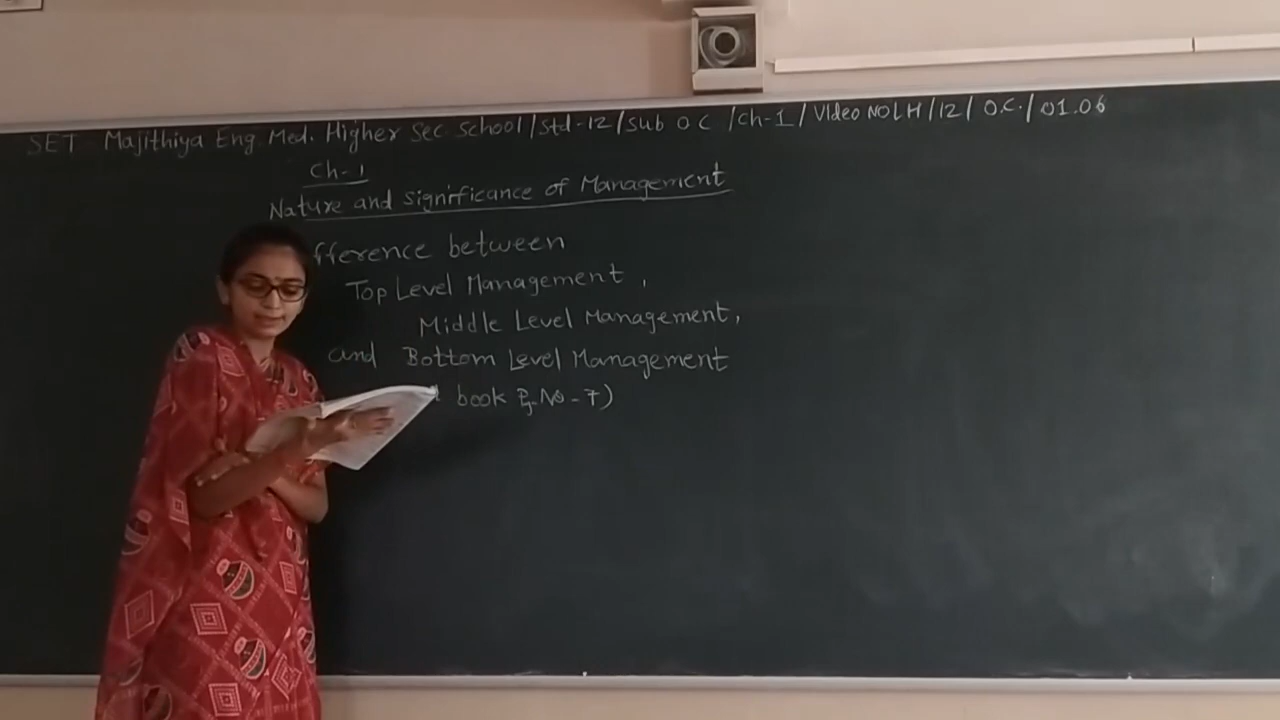 SET Majithiya Eng Med. Higher Sec School / Std-12 / Sub O C / Ch-1 / Video NO LH / 12 / O.C. / 01.06
Ch-1
Nature and significance of Management
fference between
Top Level Management,
Middle Level Management,
and Bottom Level Management
book P.No-7)